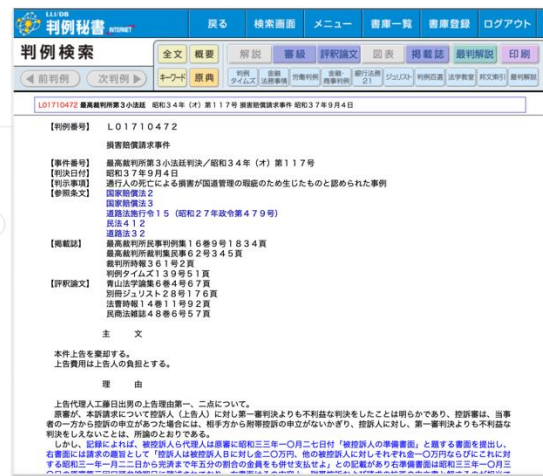 LLI/DB
判例秘書 INTERNET
戻る 検索画面 メニュー 書庫一覧 書庫登録 ログアウト
判例検索
全文 概要 解説 審級 評釈論文 図表 掲載誌 最判解説 印刷
前判例 次判例 キーワード 原典 判例タイムズ 金融法務事情 労働判例 金融・商事判例 銀行法務21 ジュリスト 判例百選 法学教室 邦文索引 最判解説
L01710472 最高裁判所第3小法廷 昭和34年(オ)第117号 損害賠償請求事件 昭和37年9月4日
【判例番号】 L01710472
損害賠償請求事件
【事件番号】 最高裁判所第3小法廷判決/昭和34年(オ)第117号
【判決日付】 昭和37年9月4日
【判示事項】 通行人の死亡による損害が国道管理の瑕疵のため生じたものと認められた事例
【参照条文】 国家賠償法2
国家賠償法3
道路法施行令15(昭和27年政令第479号)
民法412
道路法32
【掲載誌】 最高裁判所民事判例集16巻9号1834頁
最高裁判所裁判集民事62号345頁
裁判所時報361号2頁
判例タイムズ139号51頁
【評釈論文】 青山法学論集6巻4号67頁
別冊ジュリスト28号176頁
法曹時報14巻11号92頁
民商法雑誌48巻6号57頁
主 文
本件上告を棄却する。
上告費用は上告人の負担とする。
理 由
上告代理人工藤日出男の上告理由第一、二点について。
原審が、本訴請求について控訴人(上告人)に対し第一審判決よりも不利益な判決をしたことは明らかであり、控訴審は、当事
者の一方から控訴の申立があつた場合には、相手方から附帯控訴の申立がないかぎり、控訴人に対し、第一審判決よりも不利益な
判決をしえないことは、所論のとおりである。
しかし、記録によれば、被控訴人ら代理人は原審に昭和三三年一〇月二七日付「被控訴人の準備書面」と題する書面を提出し、
右書面には請求の趣旨として「控訴人は被控訴人Bに対し金二〇万円、他の被控訴人に対しそれぞれ金一〇万円ならびにこれに対
する昭和三一年一月二二日から完済まで年五分の割合の金員をも併せ支払せよ」との記載があり右準備書面は昭和三三年一〇月三